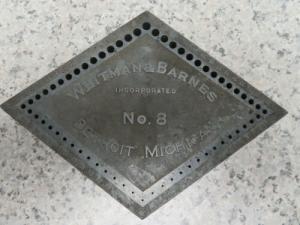 WHITMAN & BARNES
INCORPORATED
No. 8
DETROIT, MICHIGAN